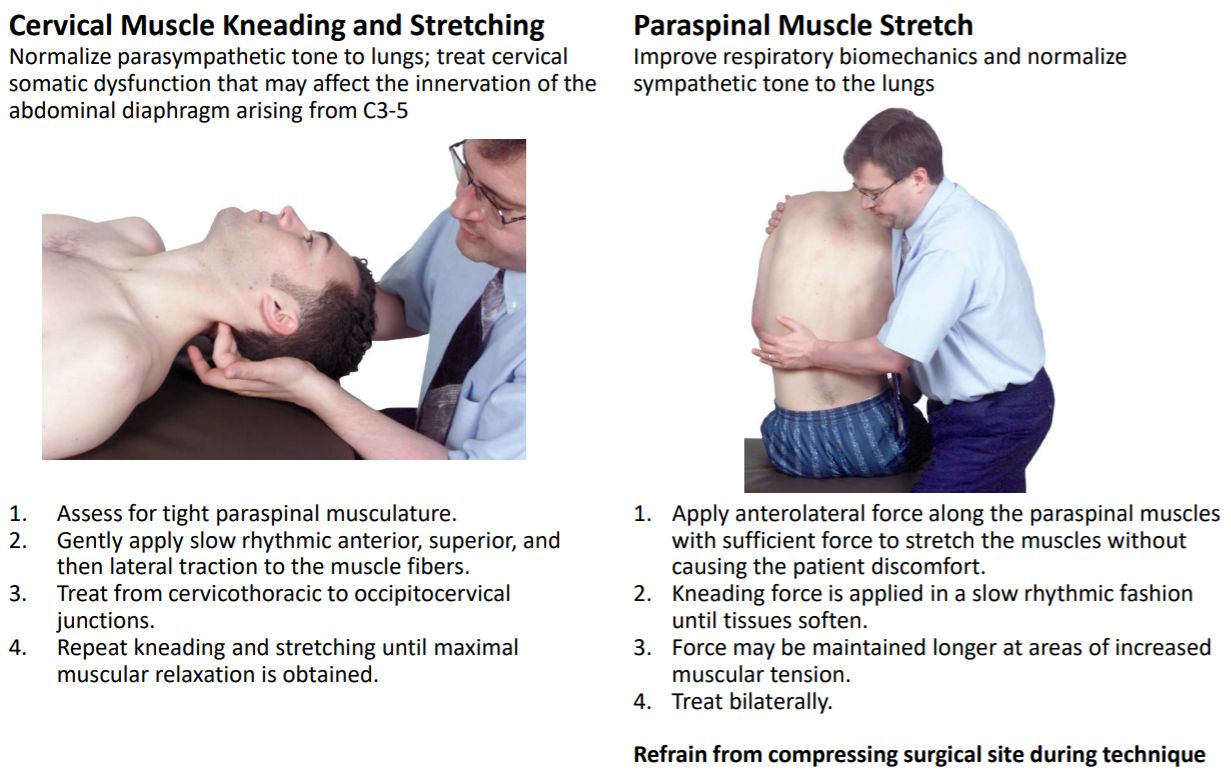 Cervical Muscle Kneading and Stretching
Normalize parasympathetic tone to lungs; treat cervical
somatic dysfunction that may affect the innervation of the
abdominal diaphragm arising from C3-5
1. Assess for tight paraspinal musculature.
2. Gently apply slow rhythmic anterior, superior, and
then lateral traction to the muscle fibers.
3. Treat from cervicothoracic to occipitocervical
junctions.
4. Repeat kneading and stretching until maximal
muscular relaxation is obtained.
Paraspinal Muscle Stretch
Improve respiratory biomechanics and normalize
sympathetic tone to the lungs
1. Apply anterolateral force along the paraspinal muscles
with sufficient force to stretch the muscles without
causing the patient discomfort.
2. Kneading force is applied in a slow rhythmic fashion
until tissues soften.
3. Force may be maintained longer at areas of increased
muscular tension.
4. Treat bilaterally.
Refrain from compressing surgical site during technique